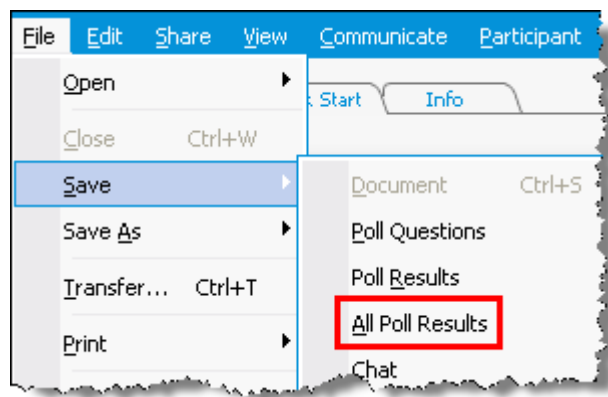 File Edit Share View Communicate Participant
Open
k Start Info
Close Ctrl+W
Save
Document Ctrl+S
Save As
Poll Questions
Poll Results
Transfer... Ctrl+T
All Poll Results
Print
Chat